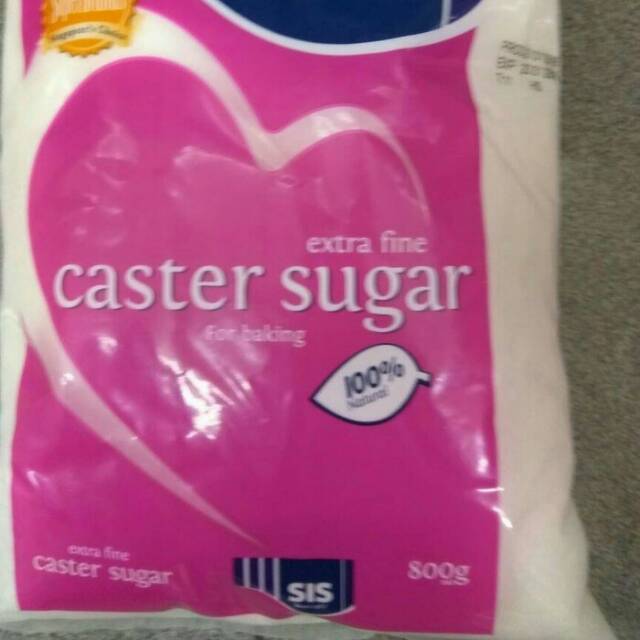 extra fine
caster sugar
For baking
100%
Natural
extra fine
caster sugar
SIS
800g